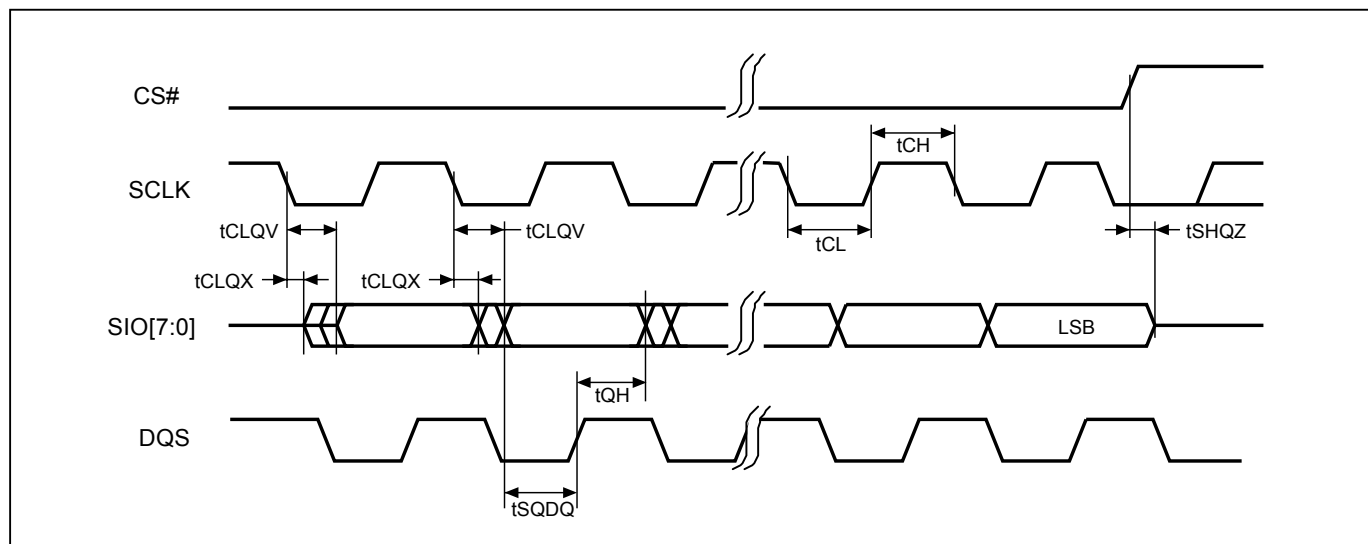 CS#
tCH
SCLK
tCLQV
tCLQV
tCL
tSHQZ
tCLQX
tCLQX
SIO[7:0]
LSB
tQH
DQS
tSQDQ